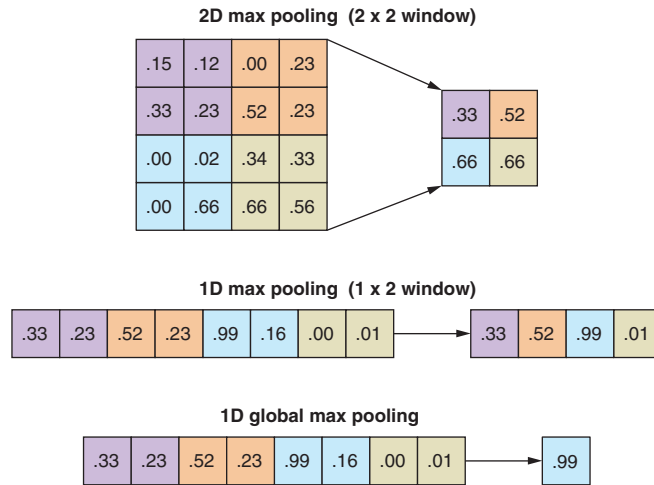 2D max pooling (2 x 2 window)
.15 .12 .00 .23
.33 .23 .52 .23
.00 .02 .34 .33
.00 .66 .66 .56
.33 .52
.66 .66
1D max pooling (1 x 2 window)
.33 .23 .52 .23 .99 .16 .00 .01 .33 .52 .99 .01
1D global max pooling
.33 .23 .52 .23 .99 .16 .00 .01 .99